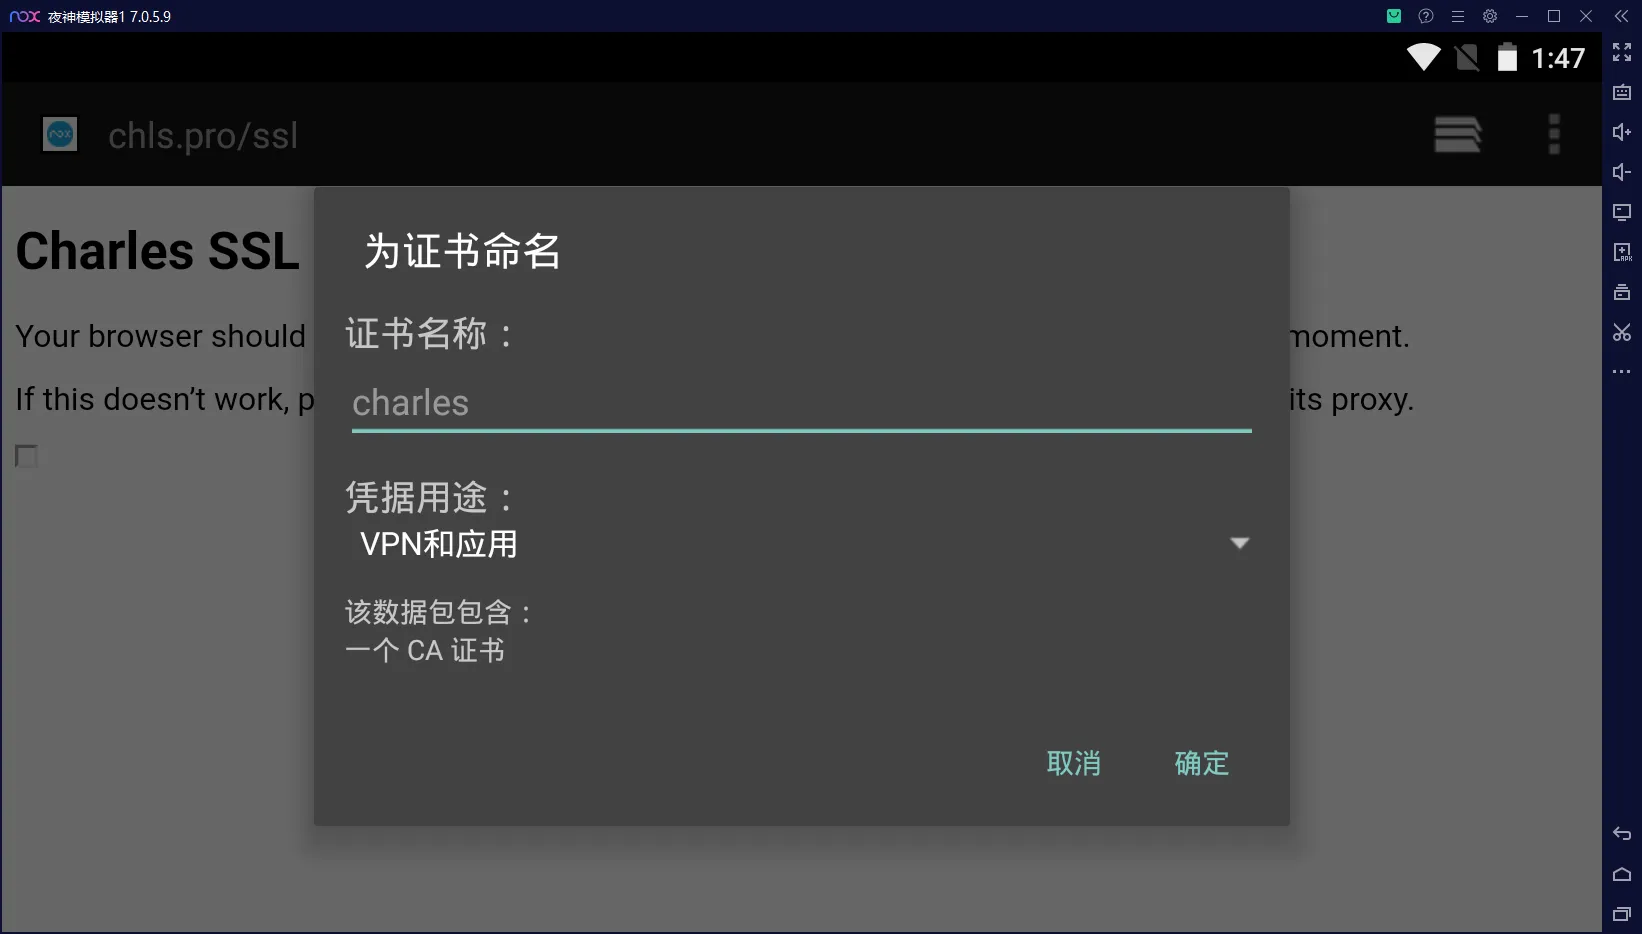 nox 夜神模拟器1 7.0.5.9
1:47
nox chls.pro/ssl
Charles SSL
为证书命名
证书名称：
Your browser should
moment.
charles
If this doesn’t work, p
its proxy.
凭据用途：
VPN和应用
该数据包包含：
一个 CA 证书
取消 确定
APK